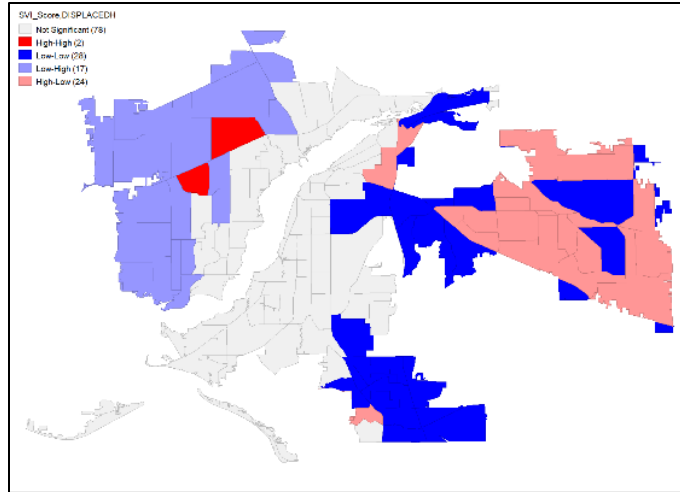 SVI_Score,DISPLACEDH
Not Significant (78)
High-High (2)
Low-Low (28)
Low-High (17)
High-Low (24)